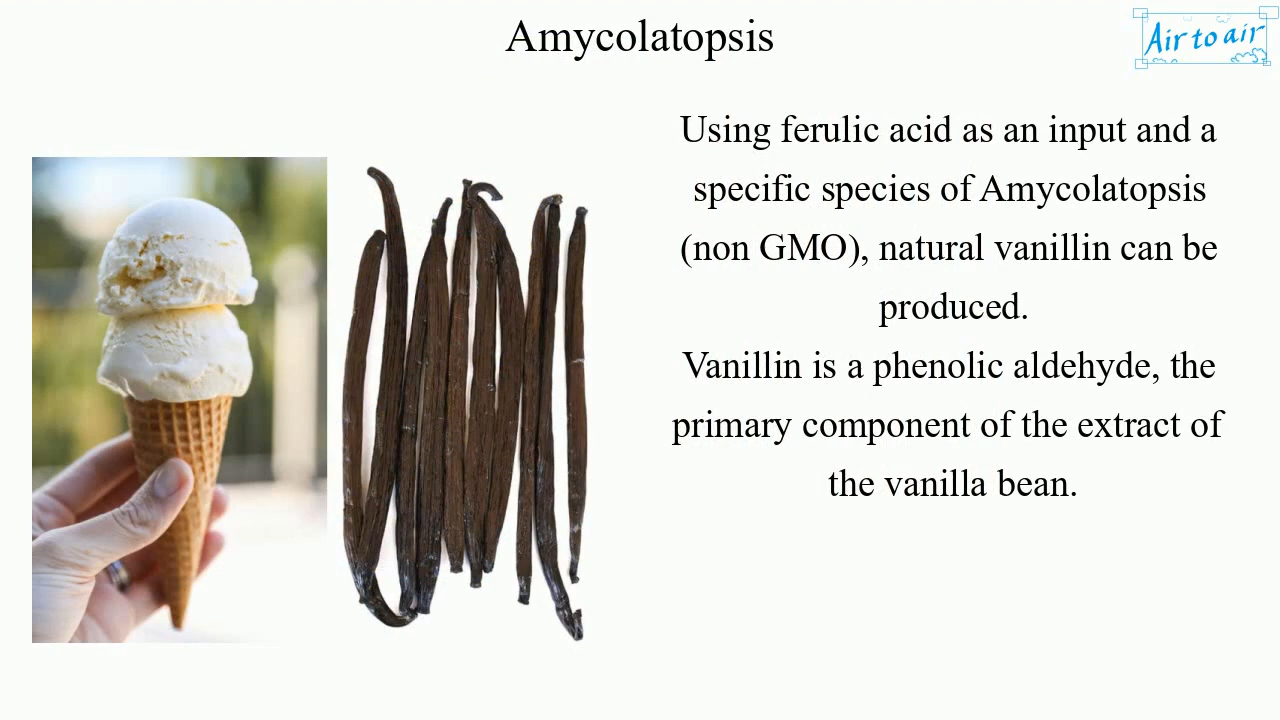 Amycolatopsis
Air to air
Using ferulic acid as an input and a
specific species of Amycolatopsis
(non GMO), natural vanillin can be
produced.
Vanillin is a phenolic aldehyde, the
primary component of the extract of
the vanilla bean.